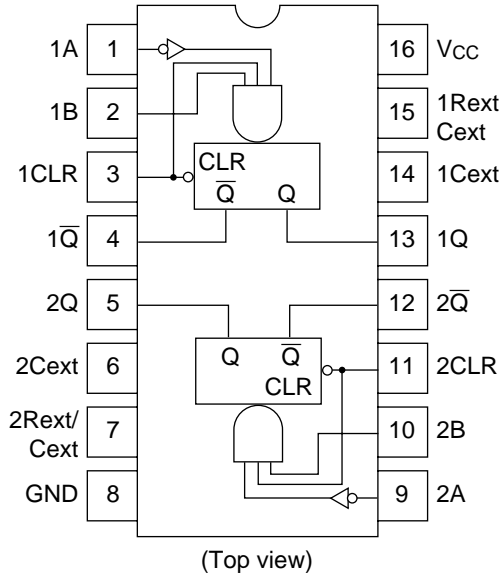 1A 1 16 VCC
1B 2 15 1Rext
Cext
1CLR 3 CLR 14 1Cext
Q̅ Q
1Q̅ 4 13 1Q
2Q 5 12 2Q̅
Q Q̅
2Cext 6 CLR 11 2CLR
2Rext/
Cext 7 10 2B
GND 8 9 2A
(Top view)